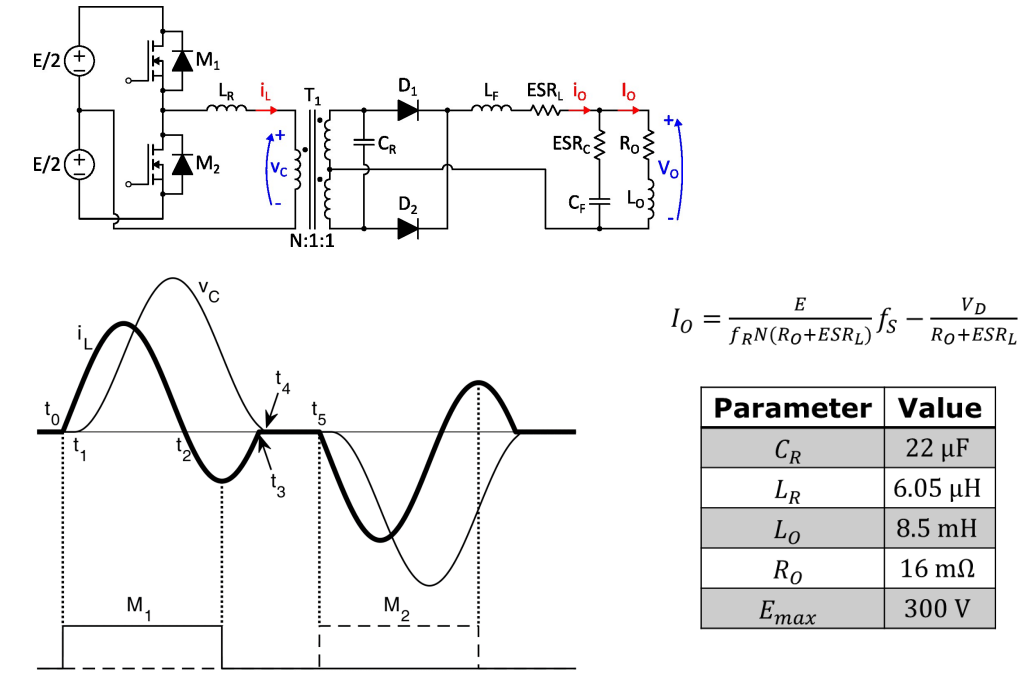 E/2
M₁
L_R
i_L
T₁
D₁
L_F
ESR_L
i_O
I_O
+
+
C_R
ESR_C
R_O
E/2
M₂
v_C
V_O
-
D₂
C_F
L_O
-
N:1:1
v_C
i_L
t₀
t₁
t₂
t₄
t₃
t₅
M₁
M₂
I_O = E / (f_R N(R_O+ESR_L)) f_S − V_D / (R_O+ESR_L)
Parameter Value
C_R 22 μF
L_R 6.05 μH
L_O 8.5 mH
R_O 16 mΩ
E_max 300 V